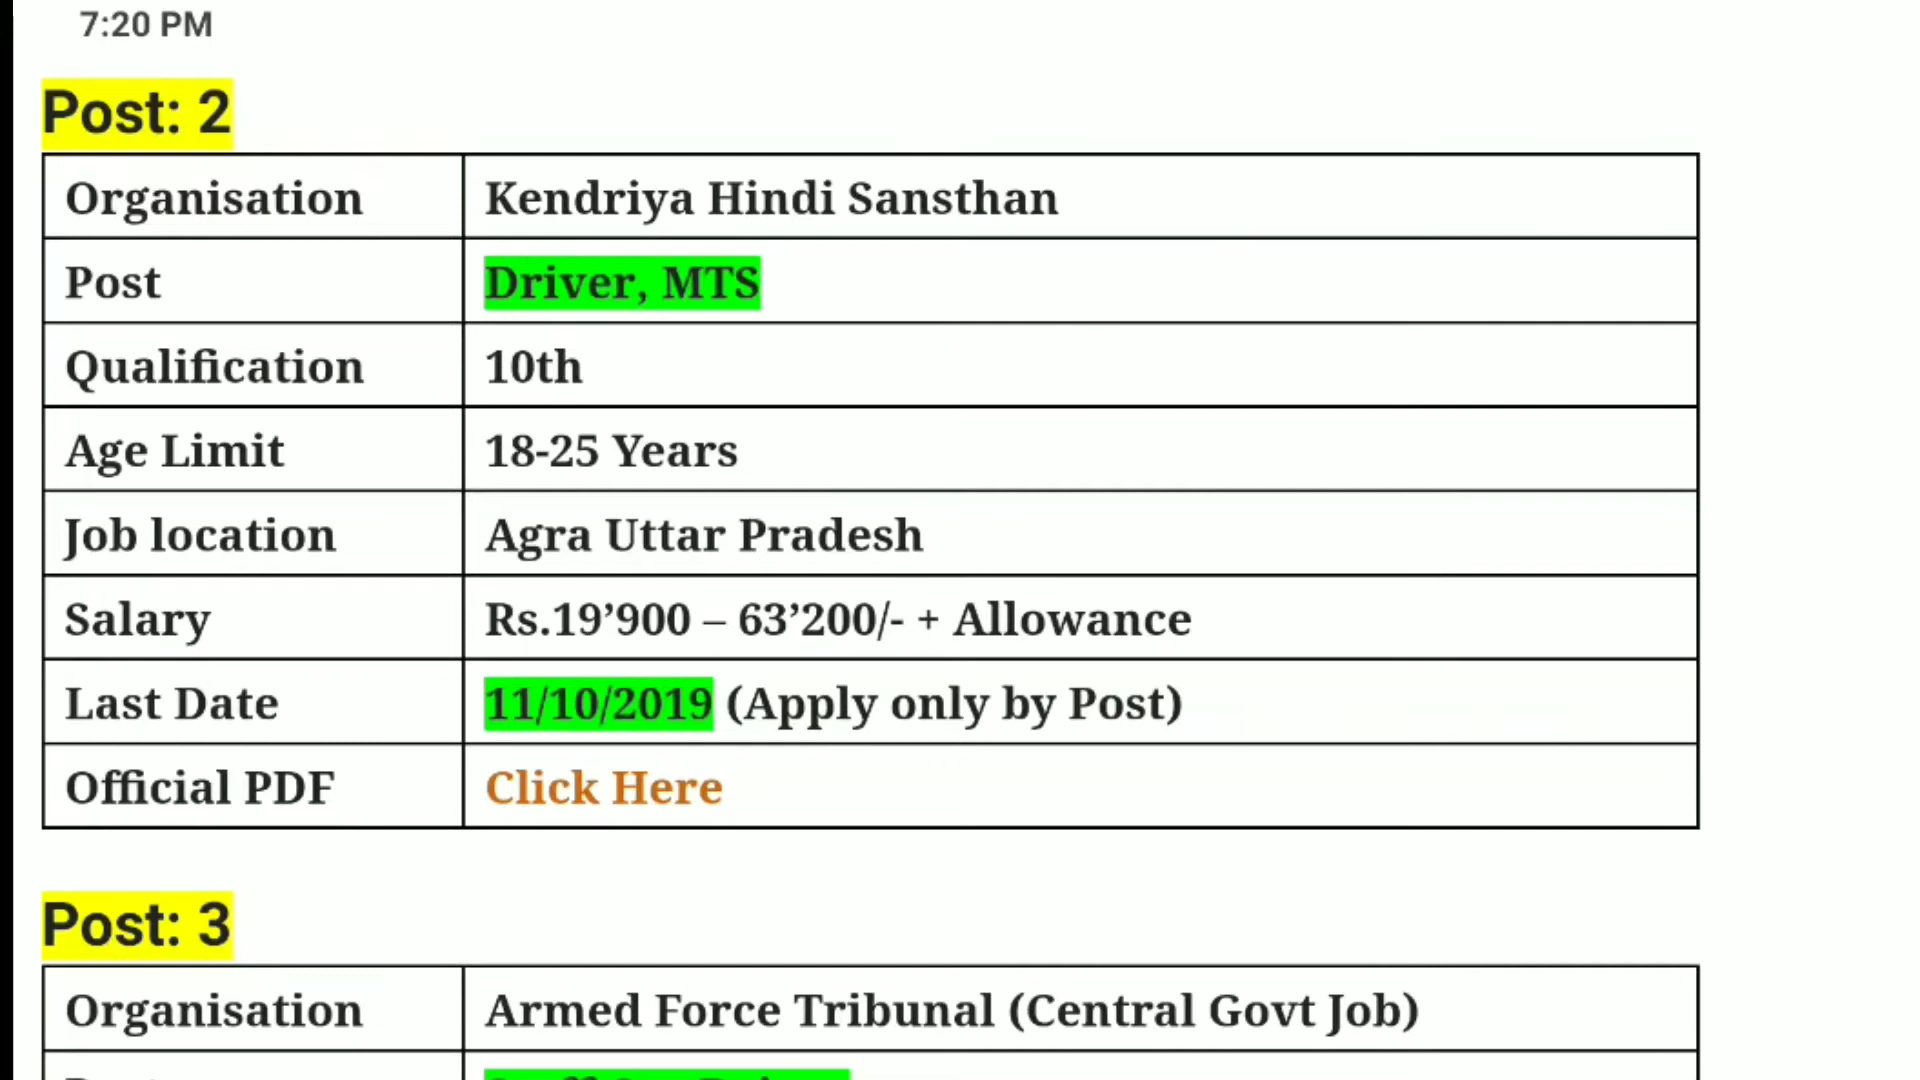 7:20 PM
Post: 2
Organisation Kendriya Hindi Sansthan
Post Driver, MTS
Qualification 10th
Age Limit 18-25 Years
Job location Agra Uttar Pradesh
Salary Rs.19’900 – 63’200/- + Allowance
Last Date 11/10/2019 (Apply only by Post)
Official PDF Click Here
Post: 3
Organisation Armed Force Tribunal (Central Govt Job)